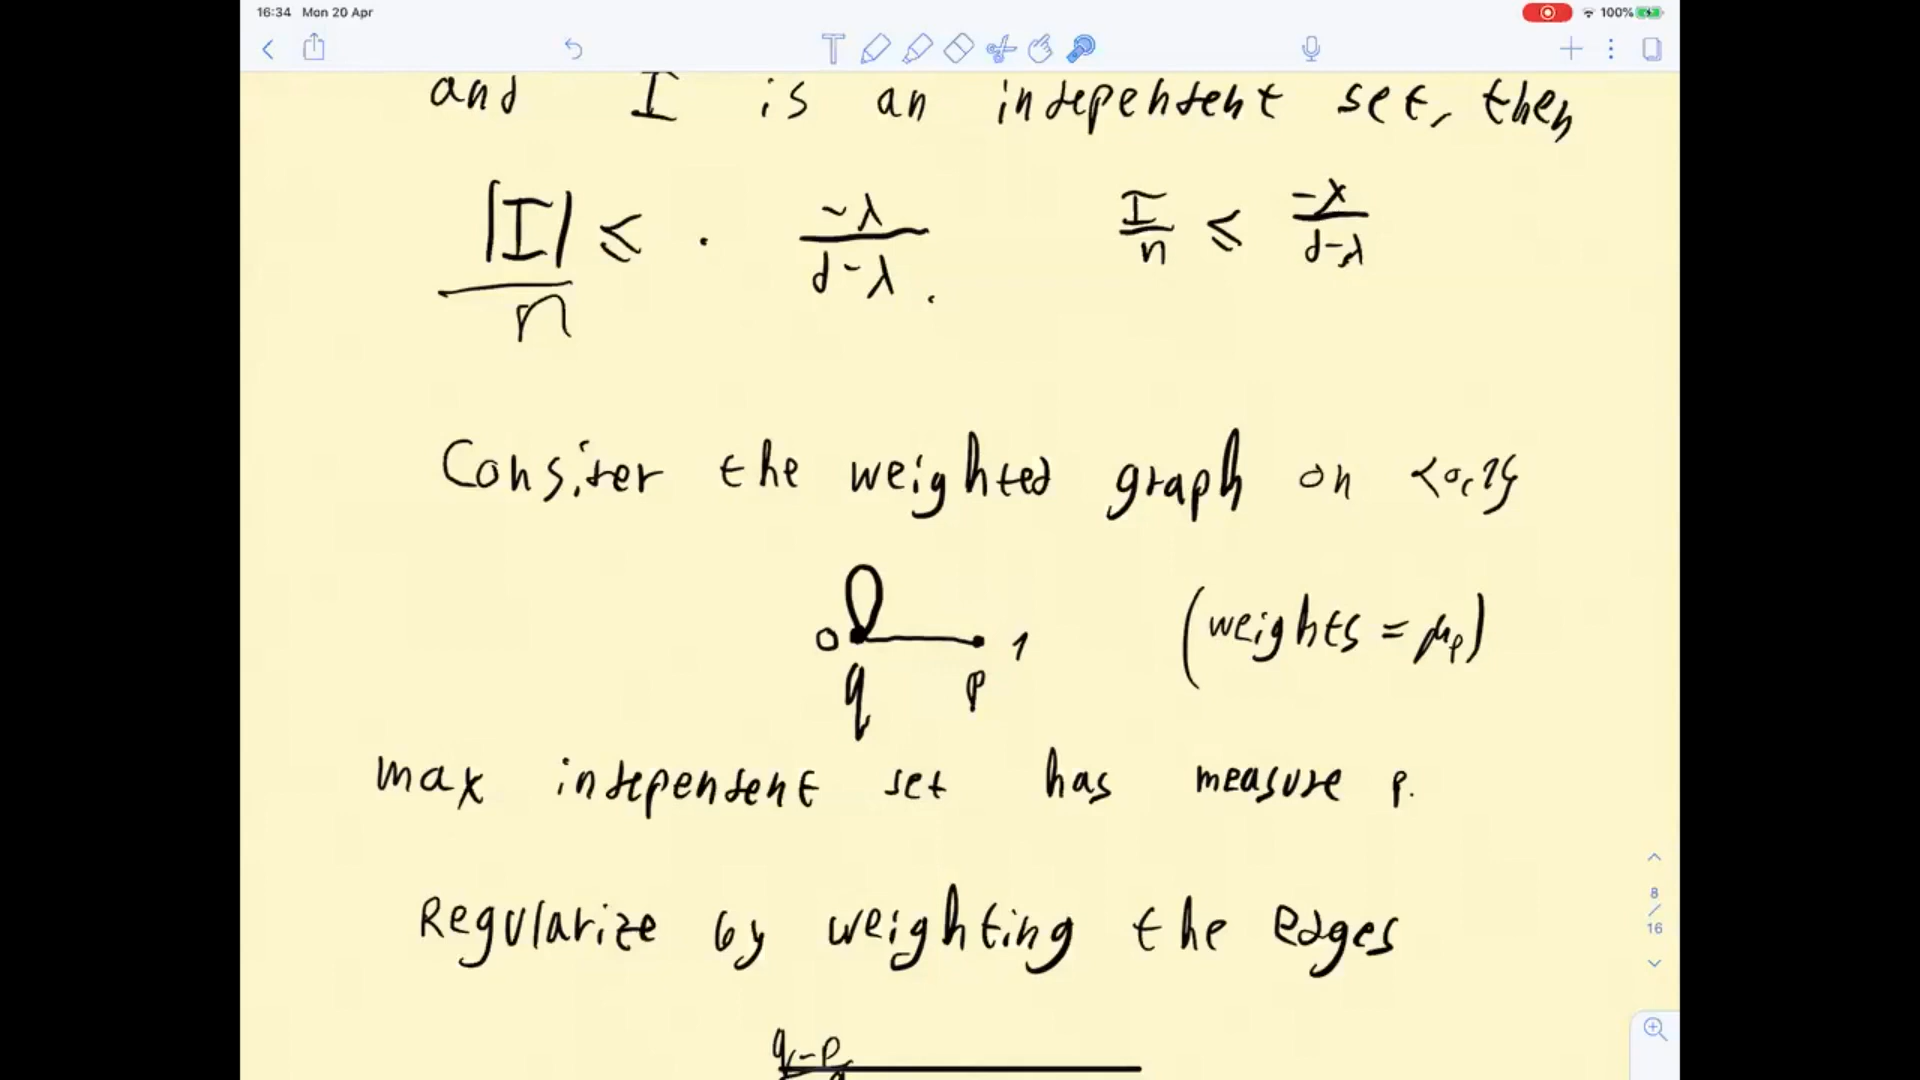 16:34 Mon 20 Apr 100%
and I is an independent set, then
|I|/n ≤ . -λ/d-λ. I/n ≤ -λ/d-λ
Consider the weighted graph on {0,1}
0 1 (weights = μp)
q p
max independent set has measure p.
Regularize by weighting the edges
8/16
q-p/q